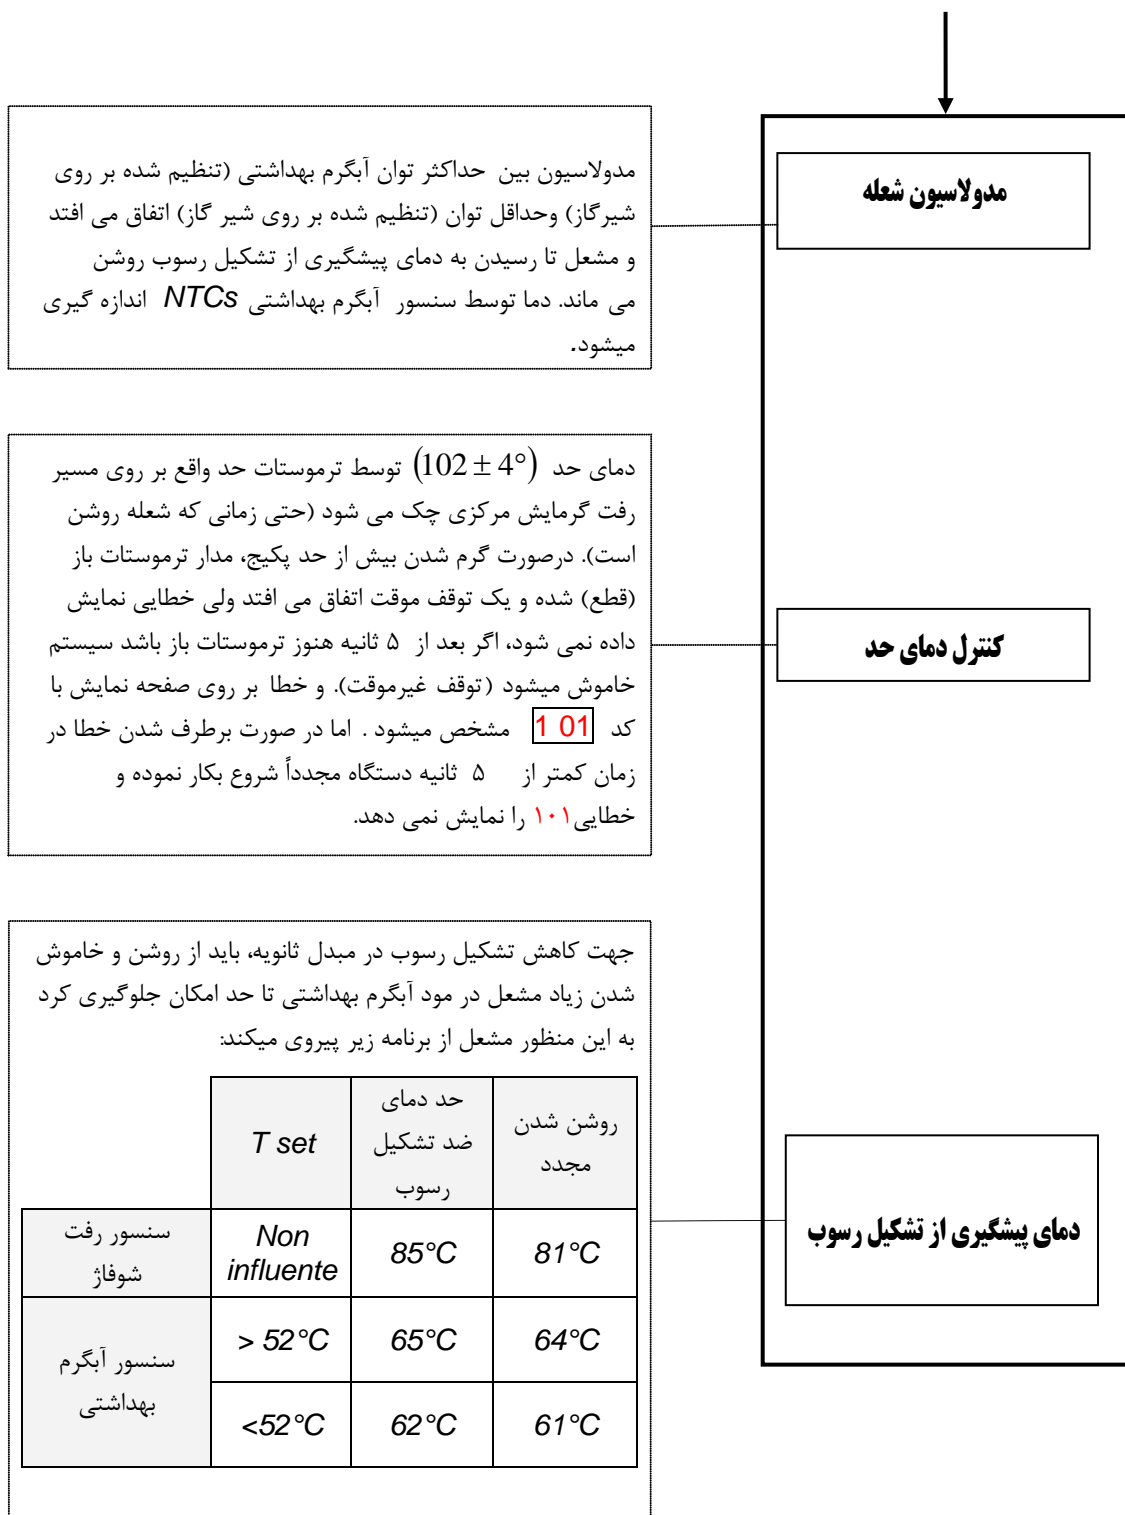 مدولاسیون شعله
مدولاسیون بین حداکثر توان آبگرم بهداشتی (تنظیم شده بر روی
شیرگاز) وحداقل توان (تنظیم شده بر روی شیر گاز) اتفاق می افتد
و مشعل تا رسیدن به دمای پیشگیری از تشکیل رسوب روشن
می ماند. دما توسط سنسور آبگرم بهداشتی NTCs اندازه گیری
میشود.
کنترل دمای حد
دمای حد (102 ± 4°) توسط ترموستات حد واقع بر روی مسیر
رفت گرمایش مرکزی چک می شود (حتی زمانی که شعله روشن
است). درصورت گرم شدن بیش از حد پکیج، مدار ترموستات باز
(قطع) شده و یک توقف موقت اتفاق می افتد ولی خطایی نمایش
داده نمی شود، اگر بعد از ۵ ثانیه هنوز ترموستات باز باشد سیستم
خاموش میشود (توقف غیرموقت). و خطا بر روی صفحه نمایش با
کد 1 01 مشخص میشود . اما در صورت برطرف شدن خطا در
زمان کمتر از ۵ ثانیه دستگاه مجدداً شروع بکار نموده و
خطایی۱۰۱ را نمایش نمی دهد.
دمای پیشگیری از تشکیل رسوب
جهت کاهش تشکیل رسوب در مبدل ثانویه، باید از روشن و خاموش
شدن زیاد مشعل در مود آبگرم بهداشتی تا حد امکان جلوگیری کرد
به این منظور مشعل از برنامه زیر پیروی میکند:
روشن شدن
مجدد
حد دمای
ضد تشکیل
رسوب
T set
سنسور رفت
شوفاژ
Non
influente
85°C
81°C
سنسور آبگرم
بهداشتی
> 52°C
65°C
64°C
<52°C
62°C
61°C